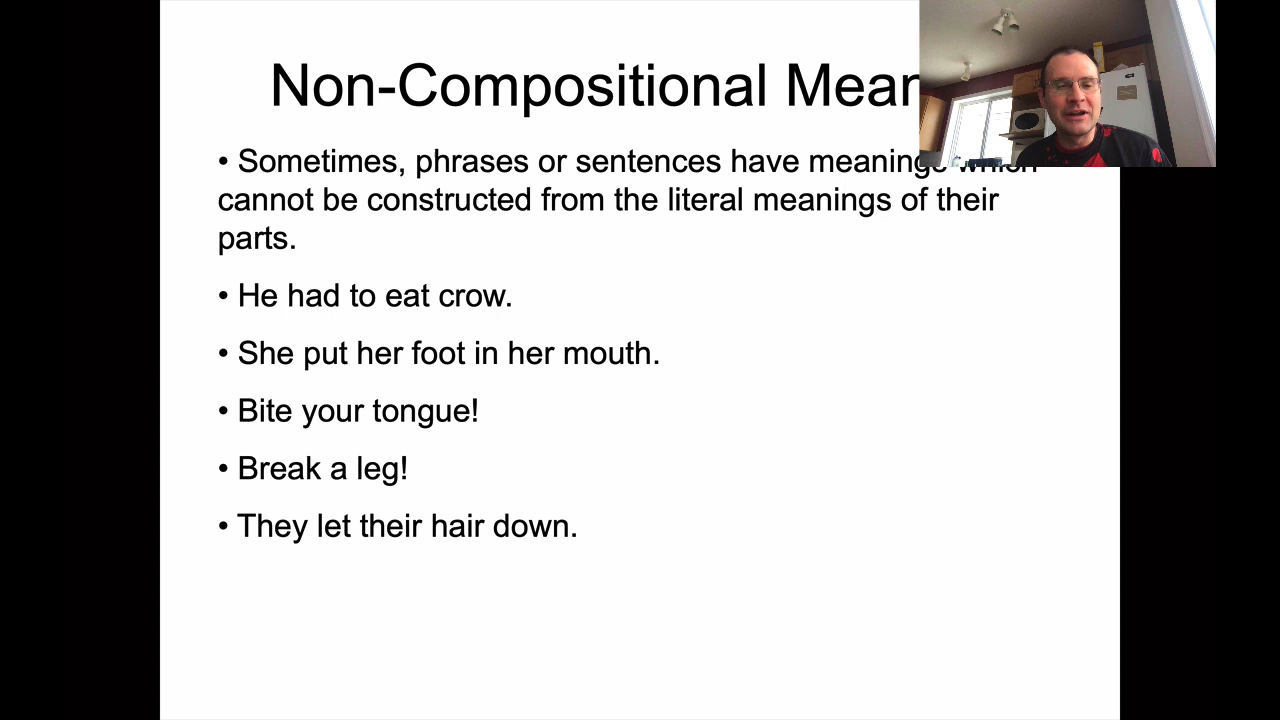 Non-Compositional Mean
• Sometimes, phrases or sentences have meanings which
cannot be constructed from the literal meanings of their
parts.
• He had to eat crow.
• She put her foot in her mouth.
• Bite your tongue!
• Break a leg!
• They let their hair down.